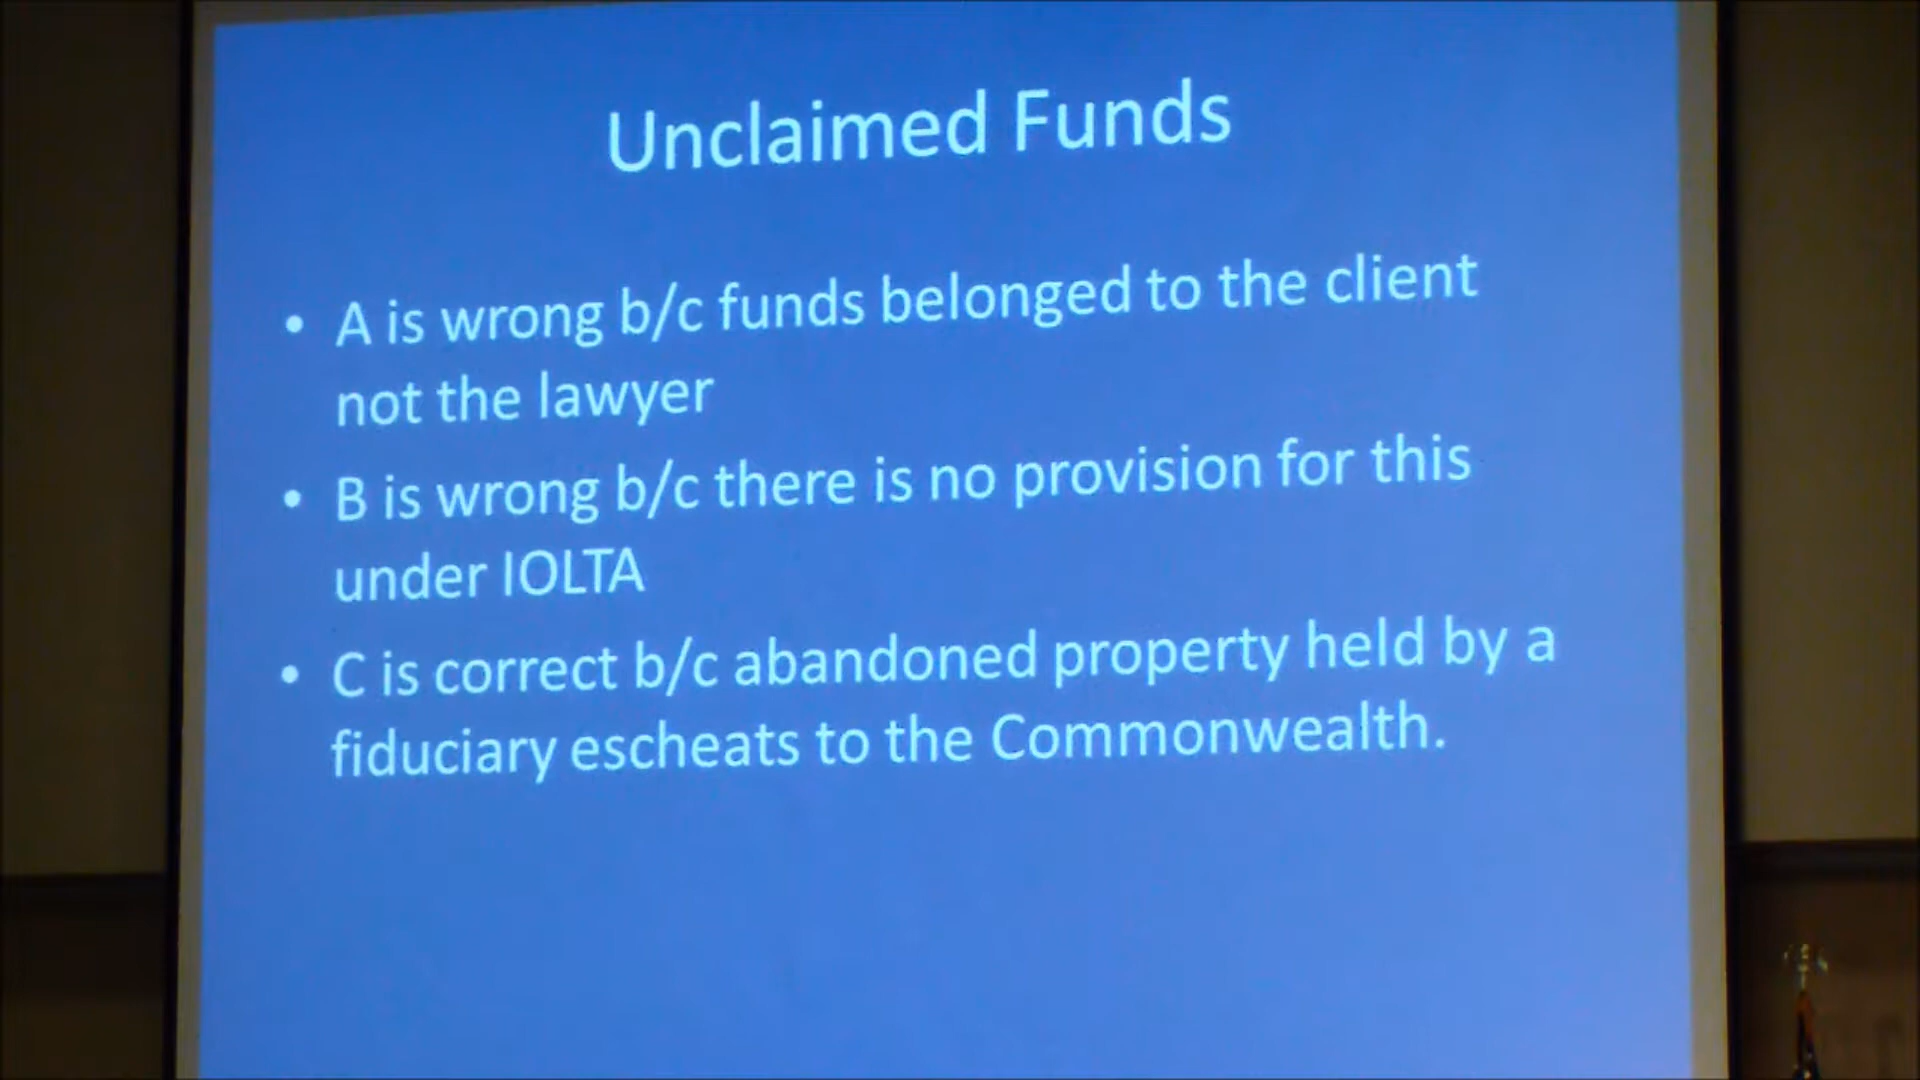 Unclaimed Funds
• A is wrong b/c funds belonged to the client
not the lawyer
• B is wrong b/c there is no provision for this
under IOLTA
• C is correct b/c abandoned property held by a
fiduciary escheats to the Commonwealth.